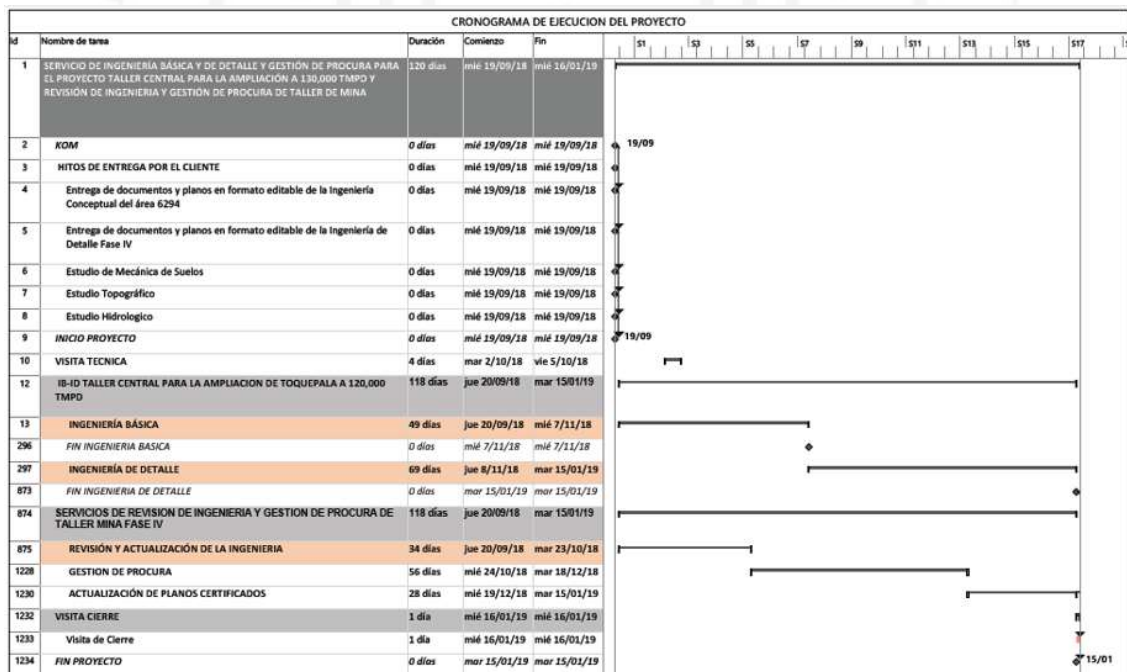 CRONOGRAMA DE EJECUCION DEL PROYECTO
Id Nombre de tarea Duración Comienzo Fin S1 S3 S5 S7 S9 S11 S13 S15 S17 S
1 SERVICIO DE INGENIERÍA BÁSICA Y DE DETALLE Y GESTIÓN DE PROCURA PARA 120 días mié 19/09/18 mié 16/01/19
EL PROYECTO TALLER CENTRAL PARA LA AMPLIACIÓN A 130,000 TMPD Y
REVISIÓN DE INGENIERIA Y GESTIÓN DE PROCURA DE TALLER DE MINA
2 KOM 0 días mié 19/09/18 mié 19/09/18 19/09
3 HITOS DE ENTREGA POR EL CLIENTE 0 días mié 19/09/18 mié 19/09/18
4 Entrega de documentos y planos en formato editable de la Ingeniería 0 días mié 19/09/18 mié 19/09/18
Conceptual del área 6294
5 Entrega de documentos y planos en formato editable de la Ingeniería de 0 días mié 19/09/18 mié 19/09/18
Detalle Fase IV
6 Estudio de Mecánica de Suelos 0 días mié 19/09/18 mié 19/09/18
7 Estudio Topográfico 0 días mié 19/09/18 mié 19/09/18
8 Estudio Hidrologico 0 días mié 19/09/18 mié 19/09/18
9 INICIO PROYECTO 0 días mié 19/09/18 mié 19/09/18 19/09
10 VISITA TECNICA 4 días mar 2/10/18 vie 5/10/18
12 IB-ID TALLER CENTRAL PARA LA AMPLIACION DE TOQUEPALA A 120,000 118 días jue 20/09/18 mar 15/01/19
TMPD
13 INGENIERÍA BÁSICA 49 días jue 20/09/18 mié 7/11/18
296 FIN INGENIERIA BASICA 0 días mié 7/11/18 mié 7/11/18
297 INGENIERÍA DE DETALLE 69 días jue 8/11/18 mar 15/01/19
873 FIN INGENIERIA DE DETALLE 0 días mar 15/01/19 mar 15/01/19
874 SERVICIOS DE REVISION DE INGENIERIA Y GESTION DE PROCURA DE 118 días jue 20/09/18 mar 15/01/19
TALLER MINA FASE IV
875 REVISIÓN Y ACTUALIZACIÓN DE LA INGENIERIA 34 días jue 20/09/18 mar 23/10/18
1228 GESTION DE PROCURA 56 días mié 24/10/18 mar 18/12/18
1230 ACTUALIZACIÓN DE PLANOS CERTIFICADOS 28 días mié 19/12/18 mar 15/01/19
1232 VISITA CIERRE 1 día mié 16/01/19 mié 16/01/19
1233 Visita de Cierre 1 día mié 16/01/19 mié 16/01/19
1234 FIN PROYECTO 0 días mar 15/01/19 mar 15/01/19 15/01